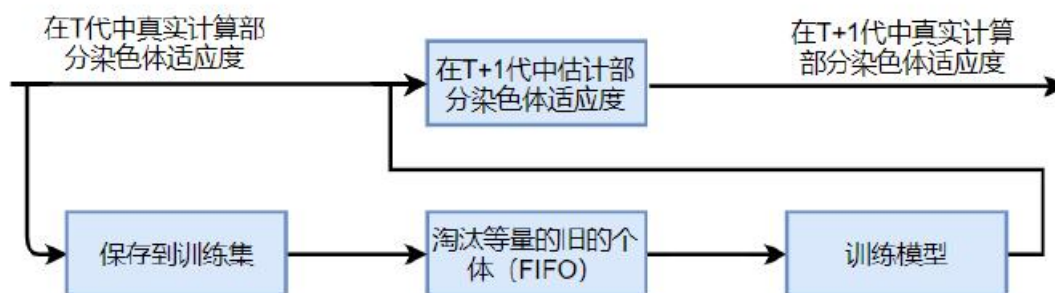 在T代中真实计算部
分染色体适应度
在T+1代中估计部
分染色体适应度
在T+1代中真实计算
部分染色体适应度
保存到训练集
淘汰等量的旧的个
体（FIFO）
训练模型